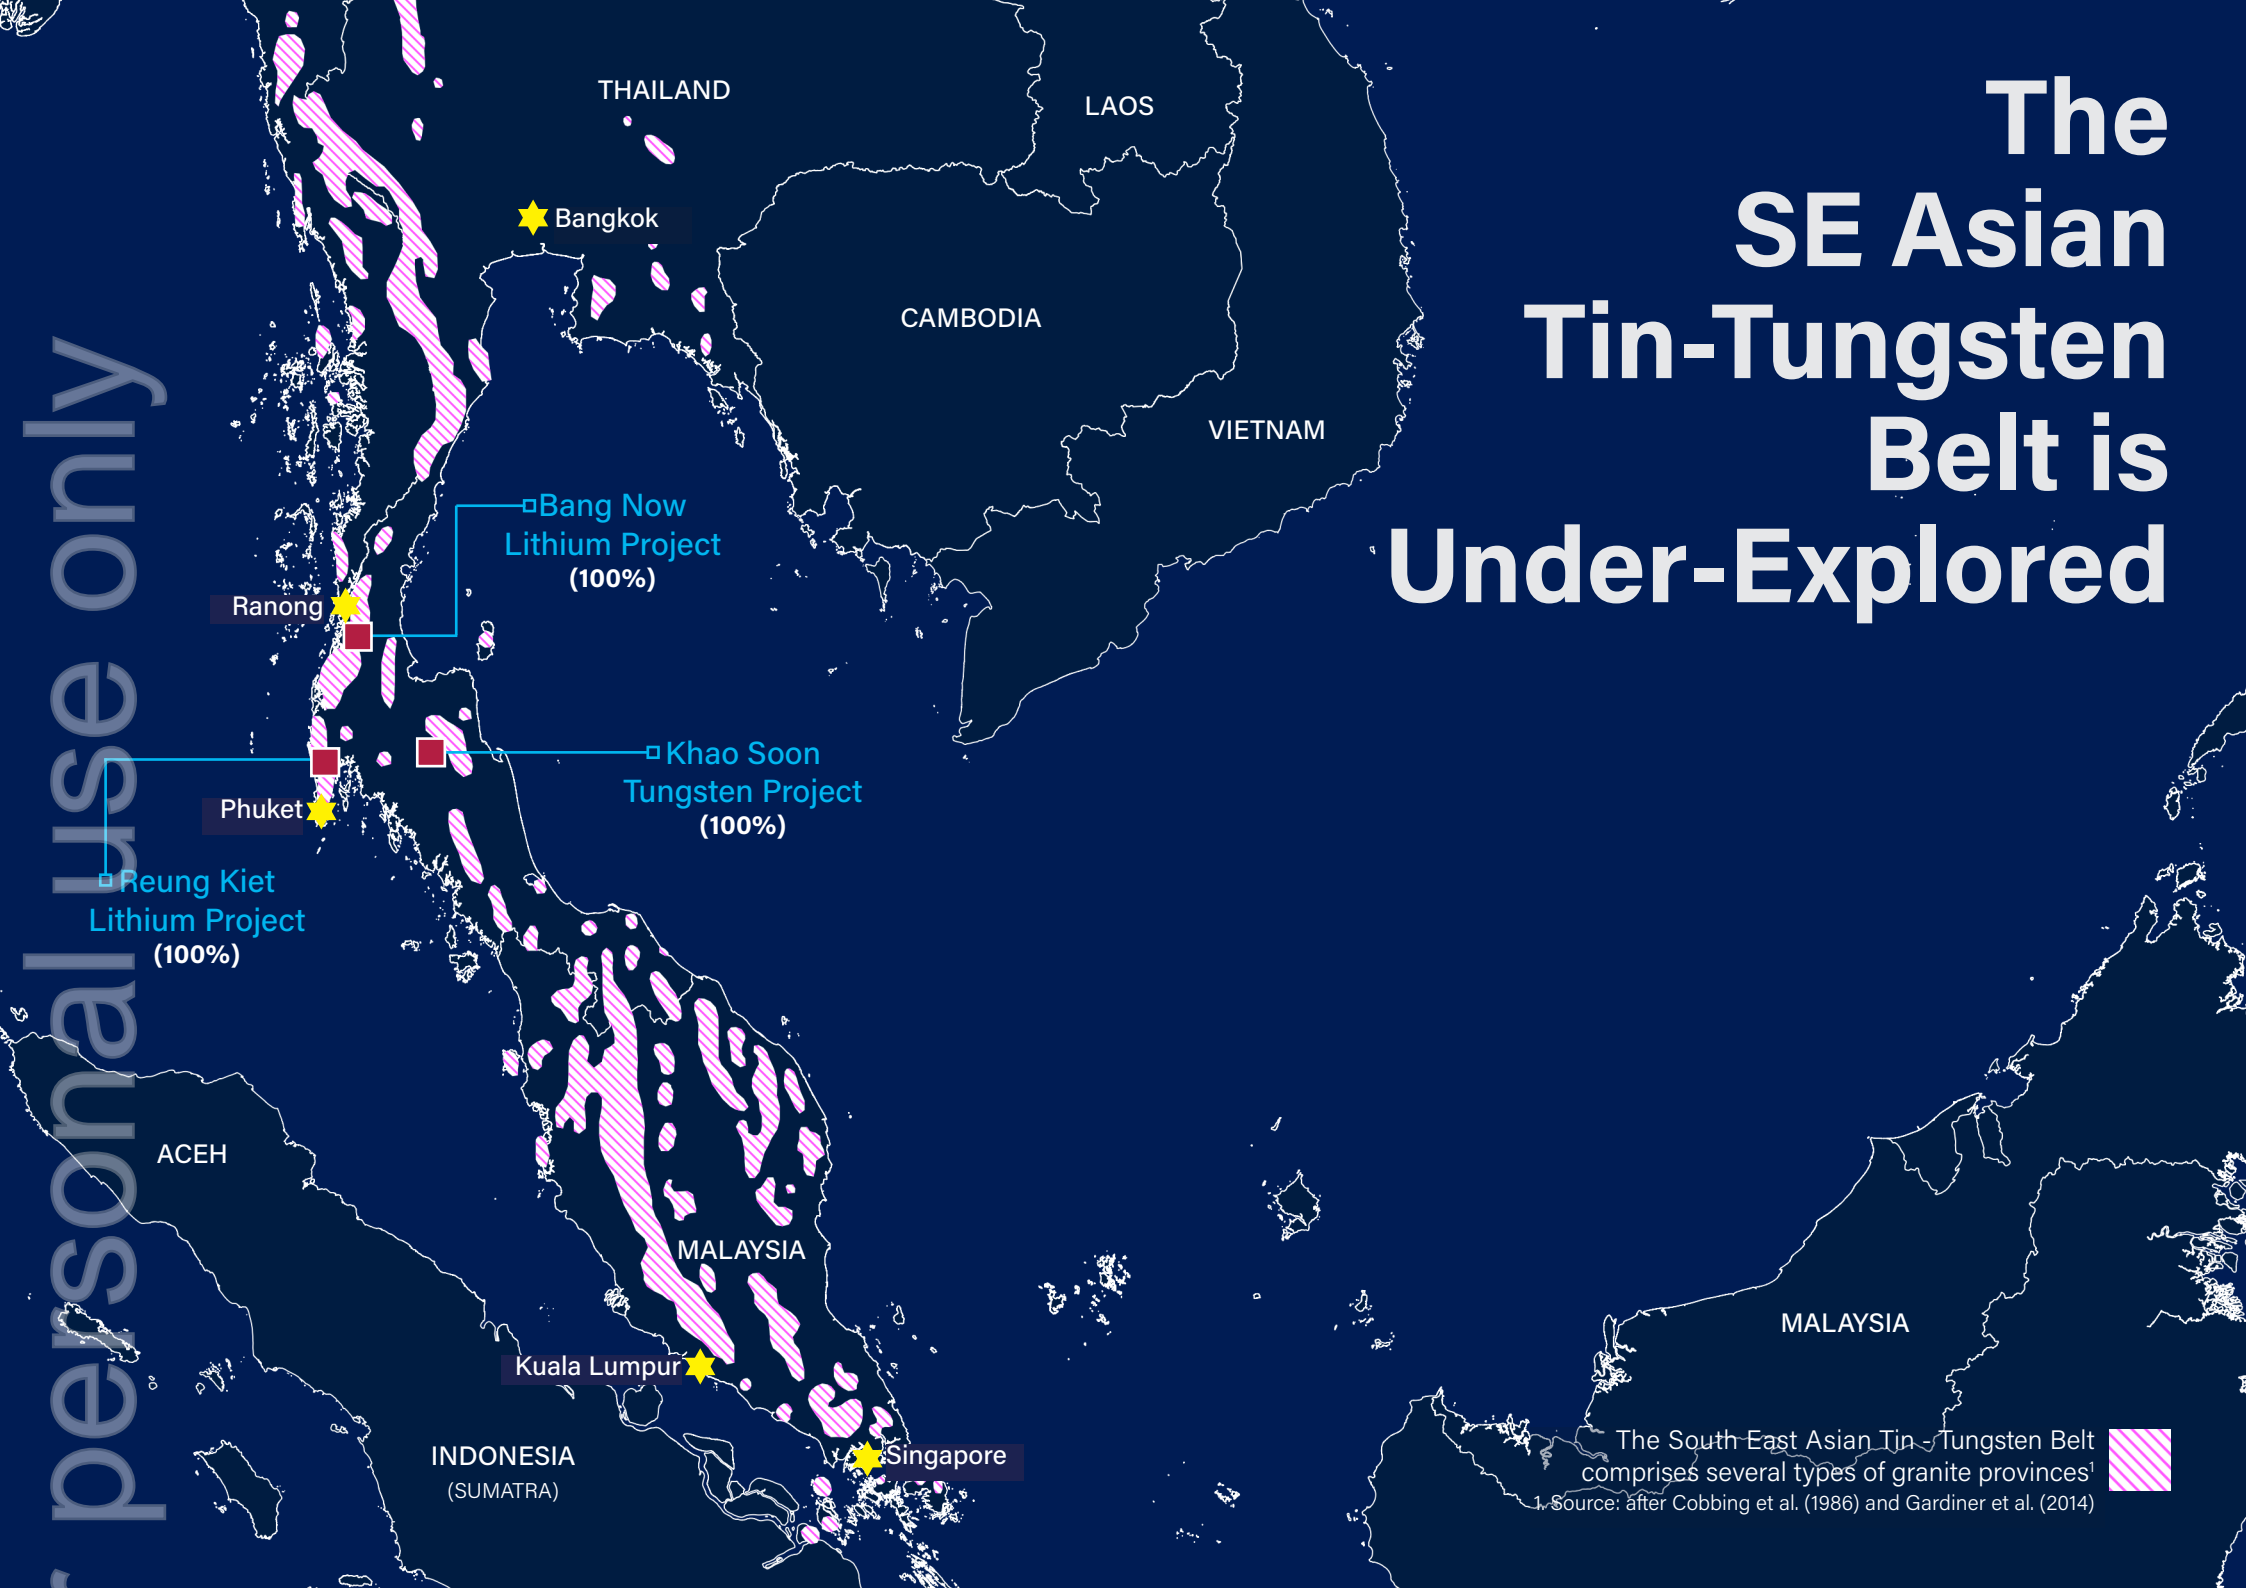 The
SE Asian
Tin-Tungsten
Belt is
Under-Explored
THAILAND
LAOS
Bangkok
CAMBODIA
VIETNAM
Bang Now
Lithium Project
(100%)
Ranong
Khao Soon
Tungsten Project
(100%)
Phuket
Reung Kiet
Lithium Project
(100%)
ACEH
MALAYSIA
MALAYSIA
Kuala Lumpur
INDONESIA
(SUMATRA)
Singapore
The South East Asian Tin - Tungsten Belt
comprises several types of granite provinces¹
1. Source: after Cobbing et al. (1986) and Gardiner et al. (2014)
personal use only